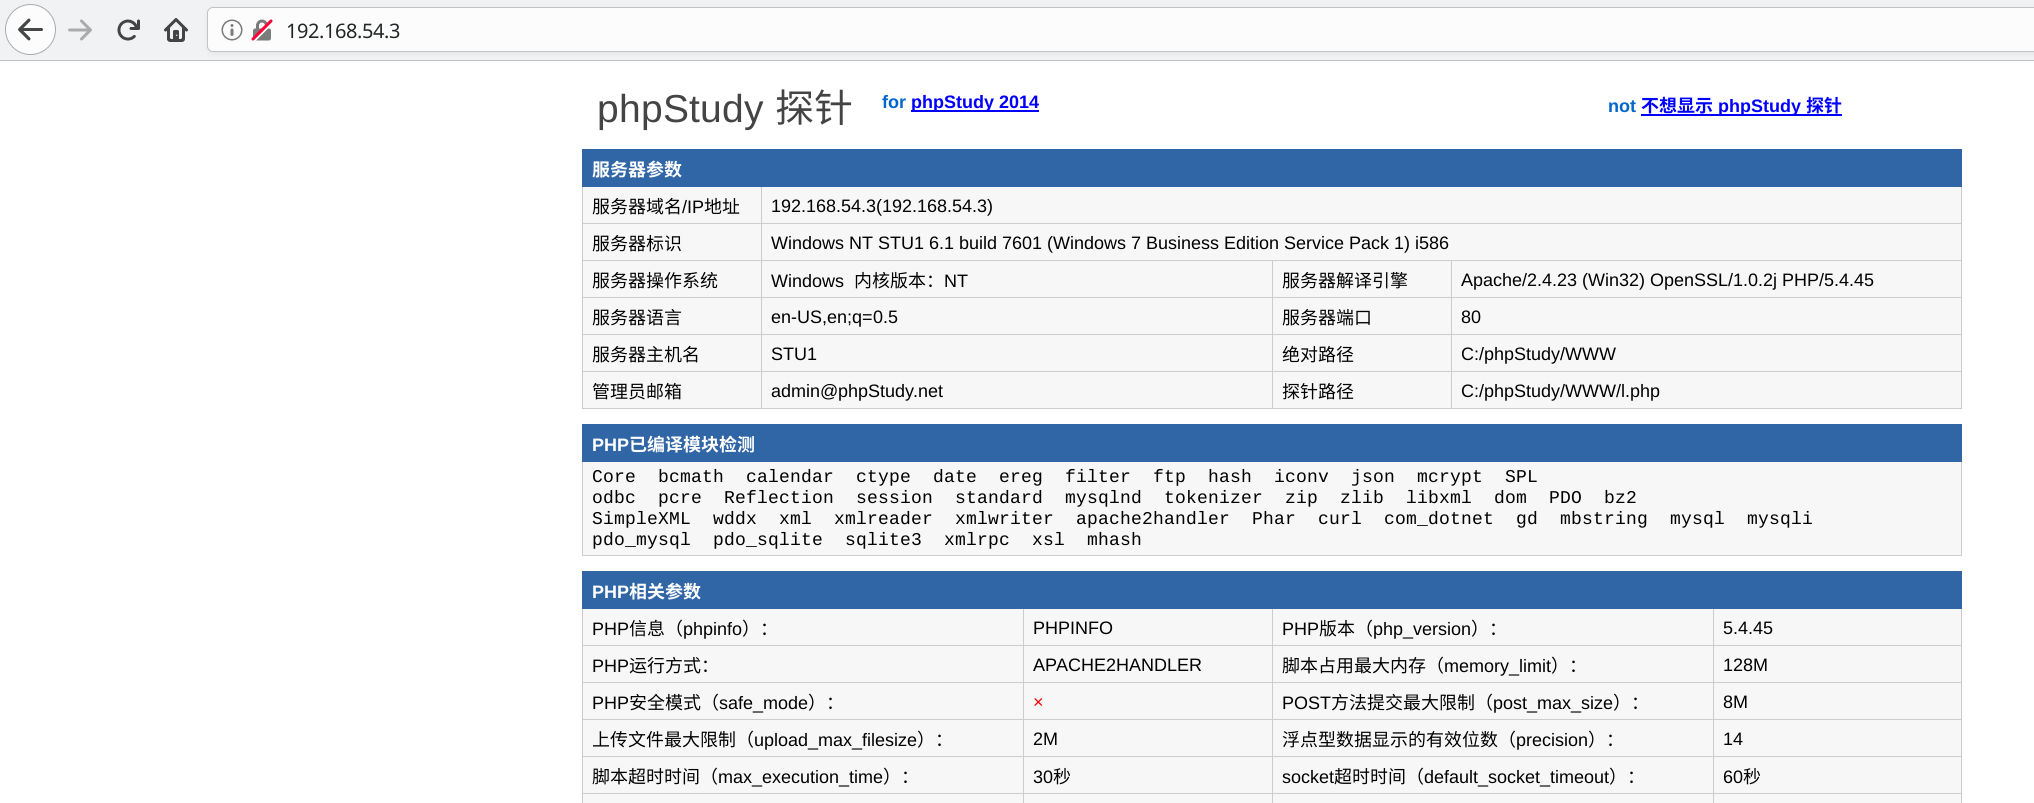 192.168.54.3
phpStudy 探针 for phpStudy 2014 not 不想显示 phpStudy 探针
服务器参数
服务器域名/IP地址 192.168.54.3(192.168.54.3)
服务器标识 Windows NT STU1 6.1 build 7601 (Windows 7 Business Edition Service Pack 1) i586
服务器操作系统 Windows 内核版本：NT 服务器解译引擎 Apache/2.4.23 (Win32) OpenSSL/1.0.2j PHP/5.4.45
服务器语言 en-US,en;q=0.5 服务器端口 80
服务器主机名 STU1 绝对路径 C:/phpStudy/WWW
管理员邮箱 admin@phpStudy.net 探针路径 C:/phpStudy/WWW/l.php
PHP已编译模块检测
Core bcmath calendar ctype date ereg filter ftp hash iconv json mcrypt SPL
odbc pcre Reflection session standard mysqlnd tokenizer zip zlib libxml dom PDO bz2
SimpleXML wddx xml xmlreader xmlwriter apache2handler Phar curl com_dotnet gd mbstring mysql mysqli
pdo_mysql pdo_sqlite sqlite3 xmlrpc xsl mhash
PHP相关参数
PHP信息（phpinfo）： PHPINFO PHP版本（php_version）： 5.4.45
PHP运行方式： APACHE2HANDLER 脚本占用最大内存（memory_limit）： 128M
PHP安全模式（safe_mode）： × POST方法提交最大限制（post_max_size）： 8M
上传文件最大限制（upload_max_filesize）： 2M 浮点型数据显示的有效位数（precision）： 14
脚本超时时间（max_execution_time）： 30秒 socket超时时间（default_socket_timeout）： 60秒